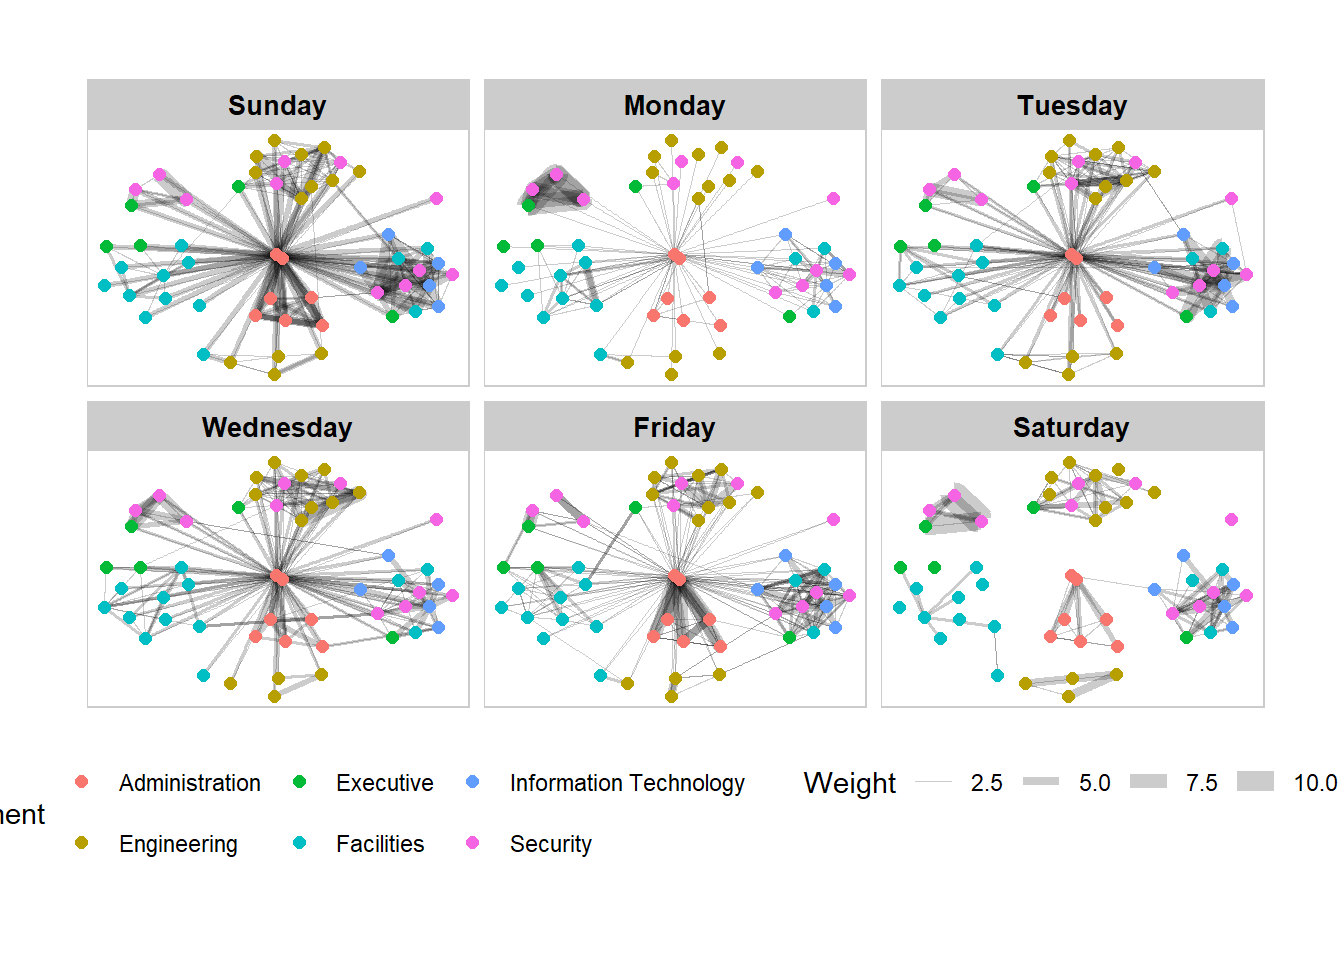 Sunday
Monday
Tuesday
Wednesday
Friday
Saturday
Administration
Executive
Information Technology
Weight
2.5
5.0
7.5
10.0
Engineering
Facilities
Security